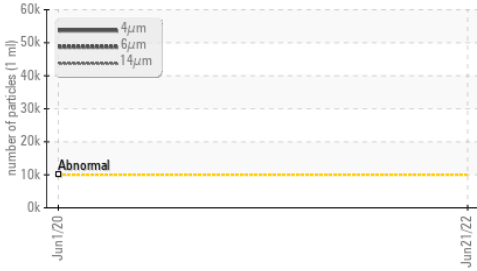 number of particles (1 ml)
60k
50k
40k
30k
20k
10k
0k
4µm
6µm
14µm
Abnormal
Jun1/20
Jun21/22